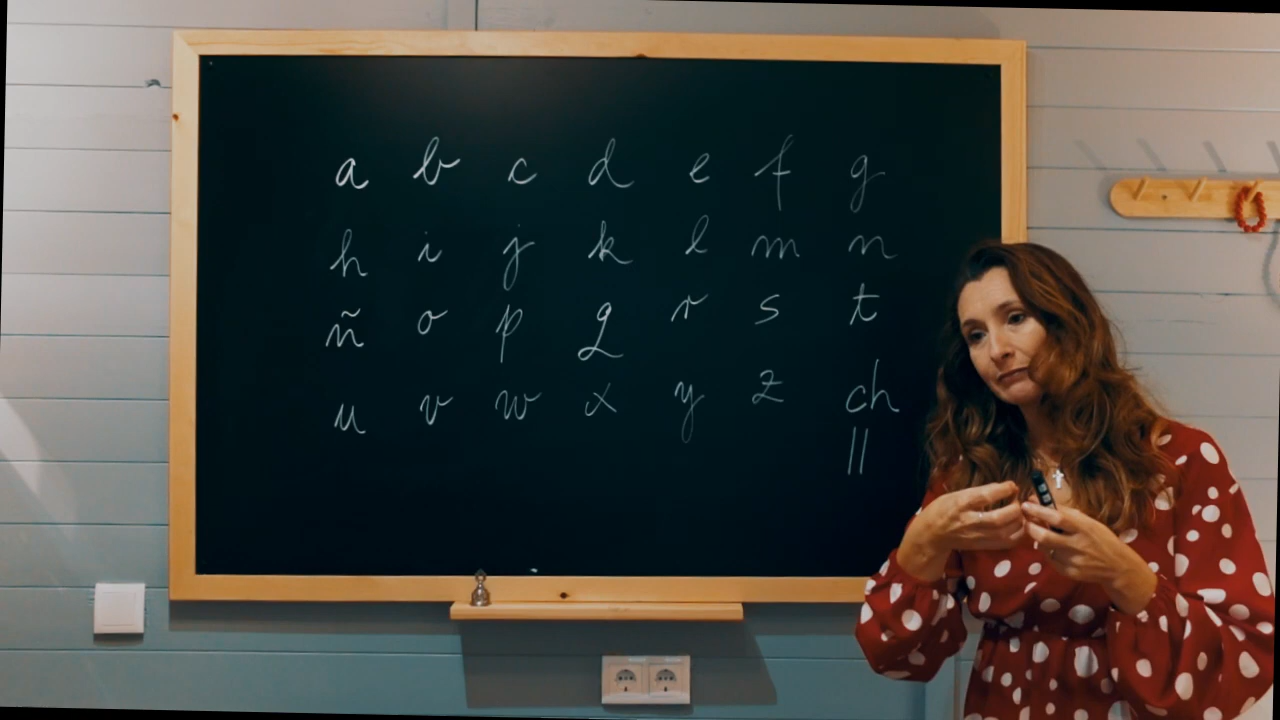 a b c d e f g
h i j k l m n
ñ o p q r s t
u v w x y z ch
ll